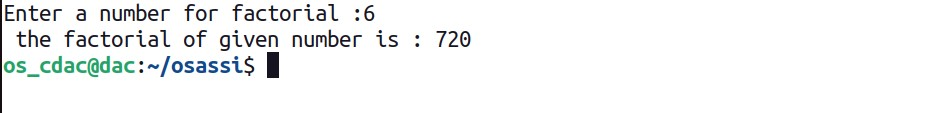 Enter a number for factorial :6
 the factorial of given number is : 720
os_cdac@dac:~/osassi$